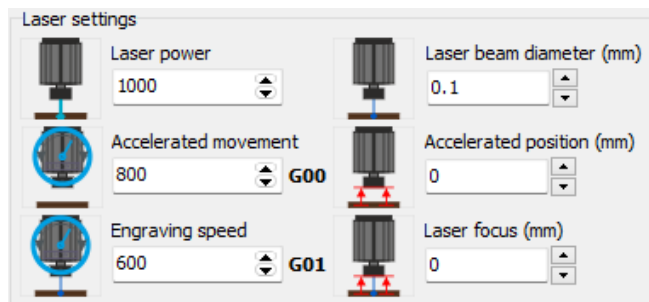 Laser settings
Laser power
1000
Laser beam diameter (mm)
0.1
Accelerated movement
800 G00
Accelerated position (mm)
0
Engraving speed
600 G01
Laser focus (mm)
0